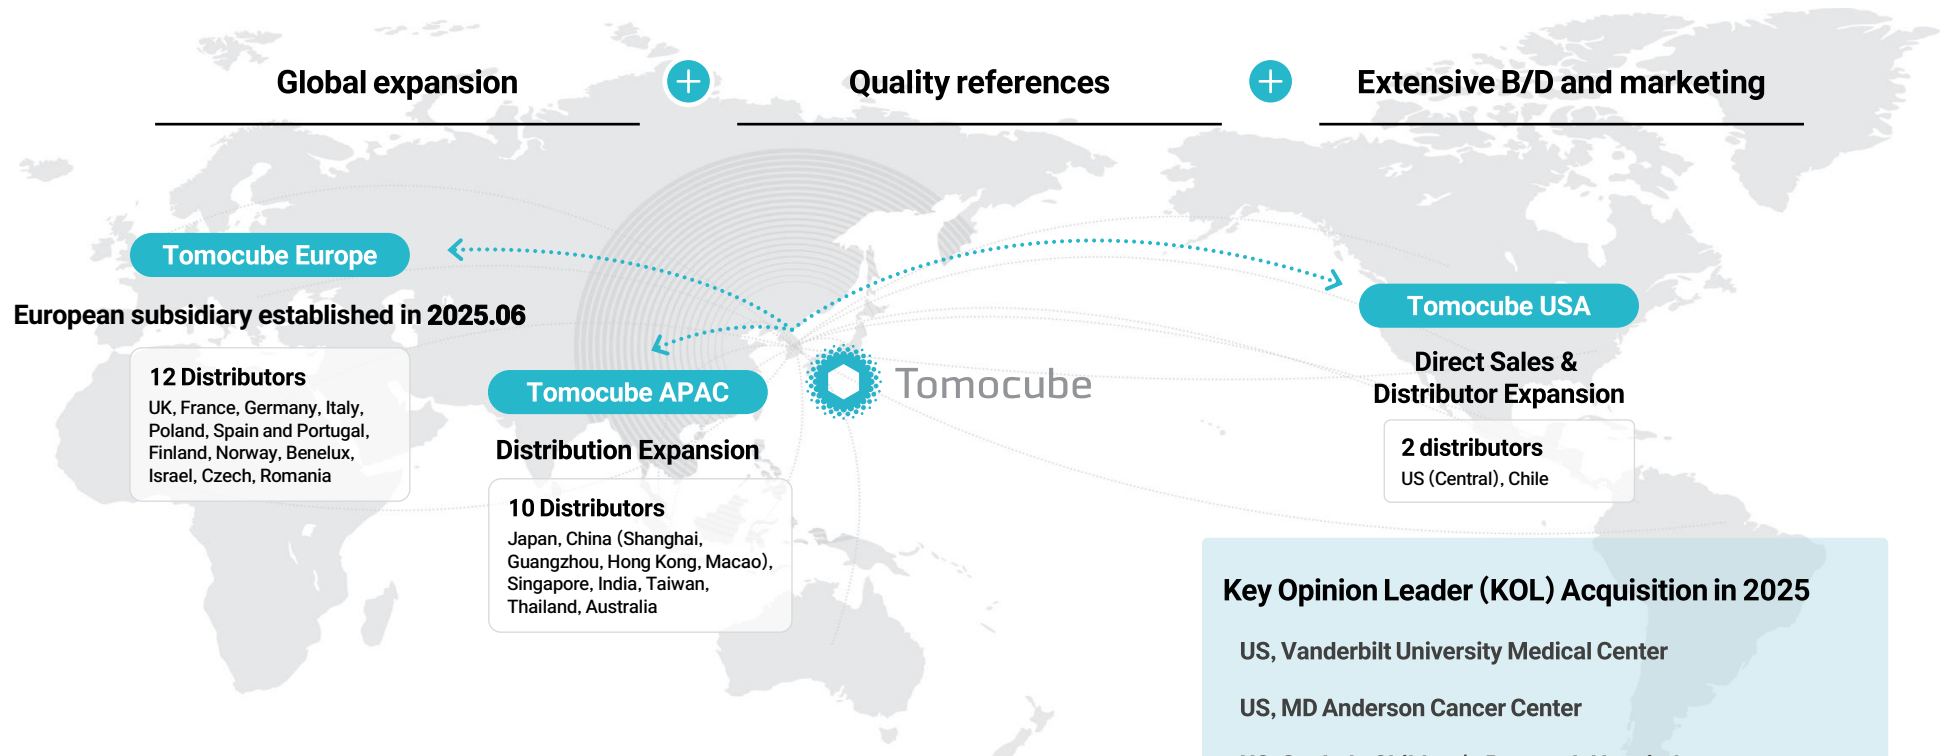 Global expansion
Quality references
Extensive B/D and marketing
Tomocube Europe
European subsidiary established in 2025.06
12 Distributors
UK, France, Germany, Italy,
Poland, Spain and Portugal,
Finland, Norway, Benelux,
Israel, Czech, Romania
Tomocube APAC
Distribution Expansion
10 Distributors
Japan, China (Shanghai,
Guangzhou, Hong Kong, Macao),
Singapore, India, Taiwan,
Thailand, Australia
Tomocube
Tomocube USA
Direct Sales &
Distributor Expansion
2 distributors
US (Central), Chile
Key Opinion Leader (KOL) Acquisition in 2025
US, Vanderbilt University Medical Center
US, MD Anderson Cancer Center